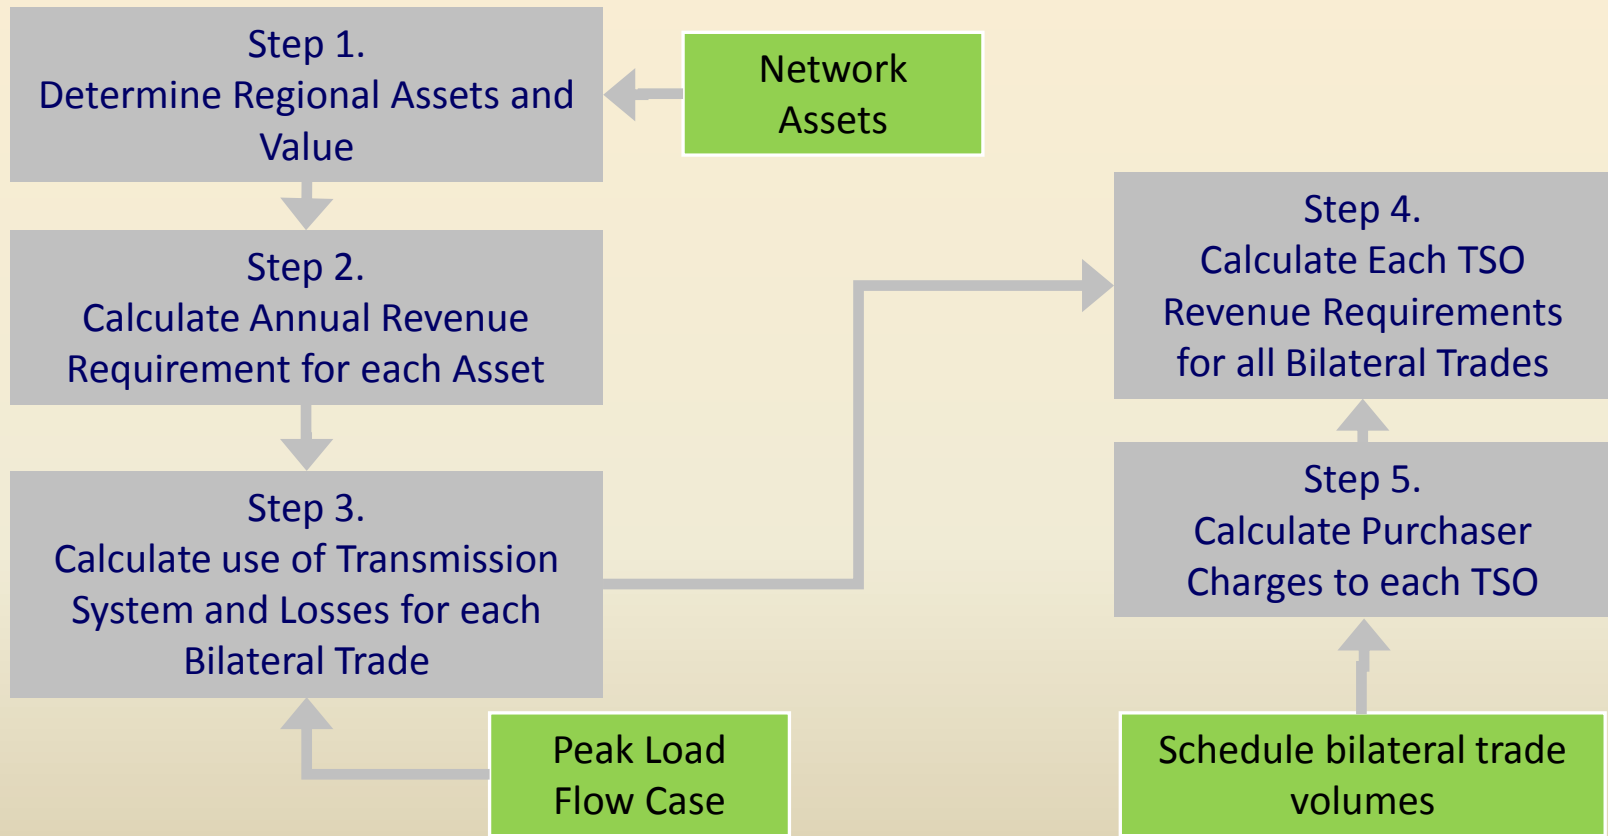 Step 1.
Determine Regional Assets and
Value
Network
Assets
Step 2.
Calculate Annual Revenue
Requirement for each Asset
Step 3.
Calculate use of Transmission
System and Losses for each
Bilateral Trade
Peak Load
Flow Case
Step 4.
Calculate Each TSO
Revenue Requirements
for all Bilateral Trades
Step 5.
Calculate Purchaser
Charges to each TSO
Schedule bilateral trade
volumes